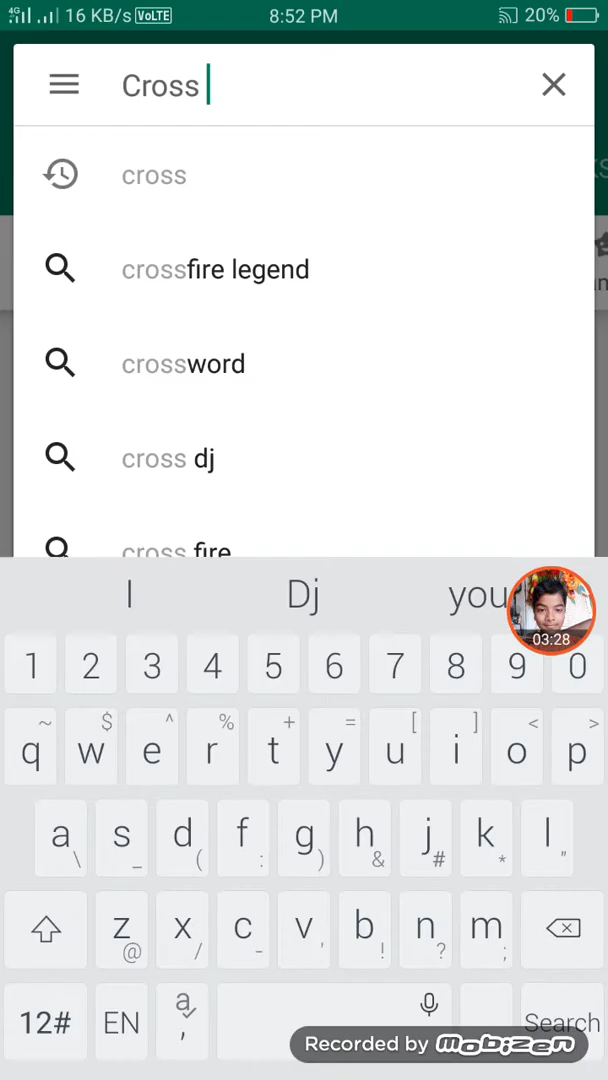 4G 16 KB/s VoLTE 8:52 PM 20%
Cross
cross
crossfire legend
crossword
cross dj
cross fire
I Dj you
03:28
1 2 3 4 5 6 7 8 9 0
~ $ ^ % + = [ ] < >
q w e r t y u i o p
a s d f g h j k l
\ _ ( : ) & # * "
z x c v b n m
@ / - ' ! ? ;
12# EN a , Search
Recorded by mobizen